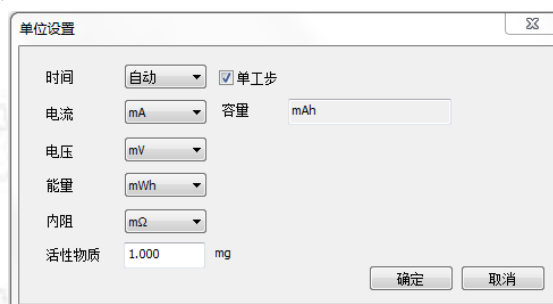 单位设置
时间 自动 单工步
电流 mA 容量 mAh
电压 mV
能量 mWh
内阻 mΩ
活性物质 1.000 mg
确定 取消